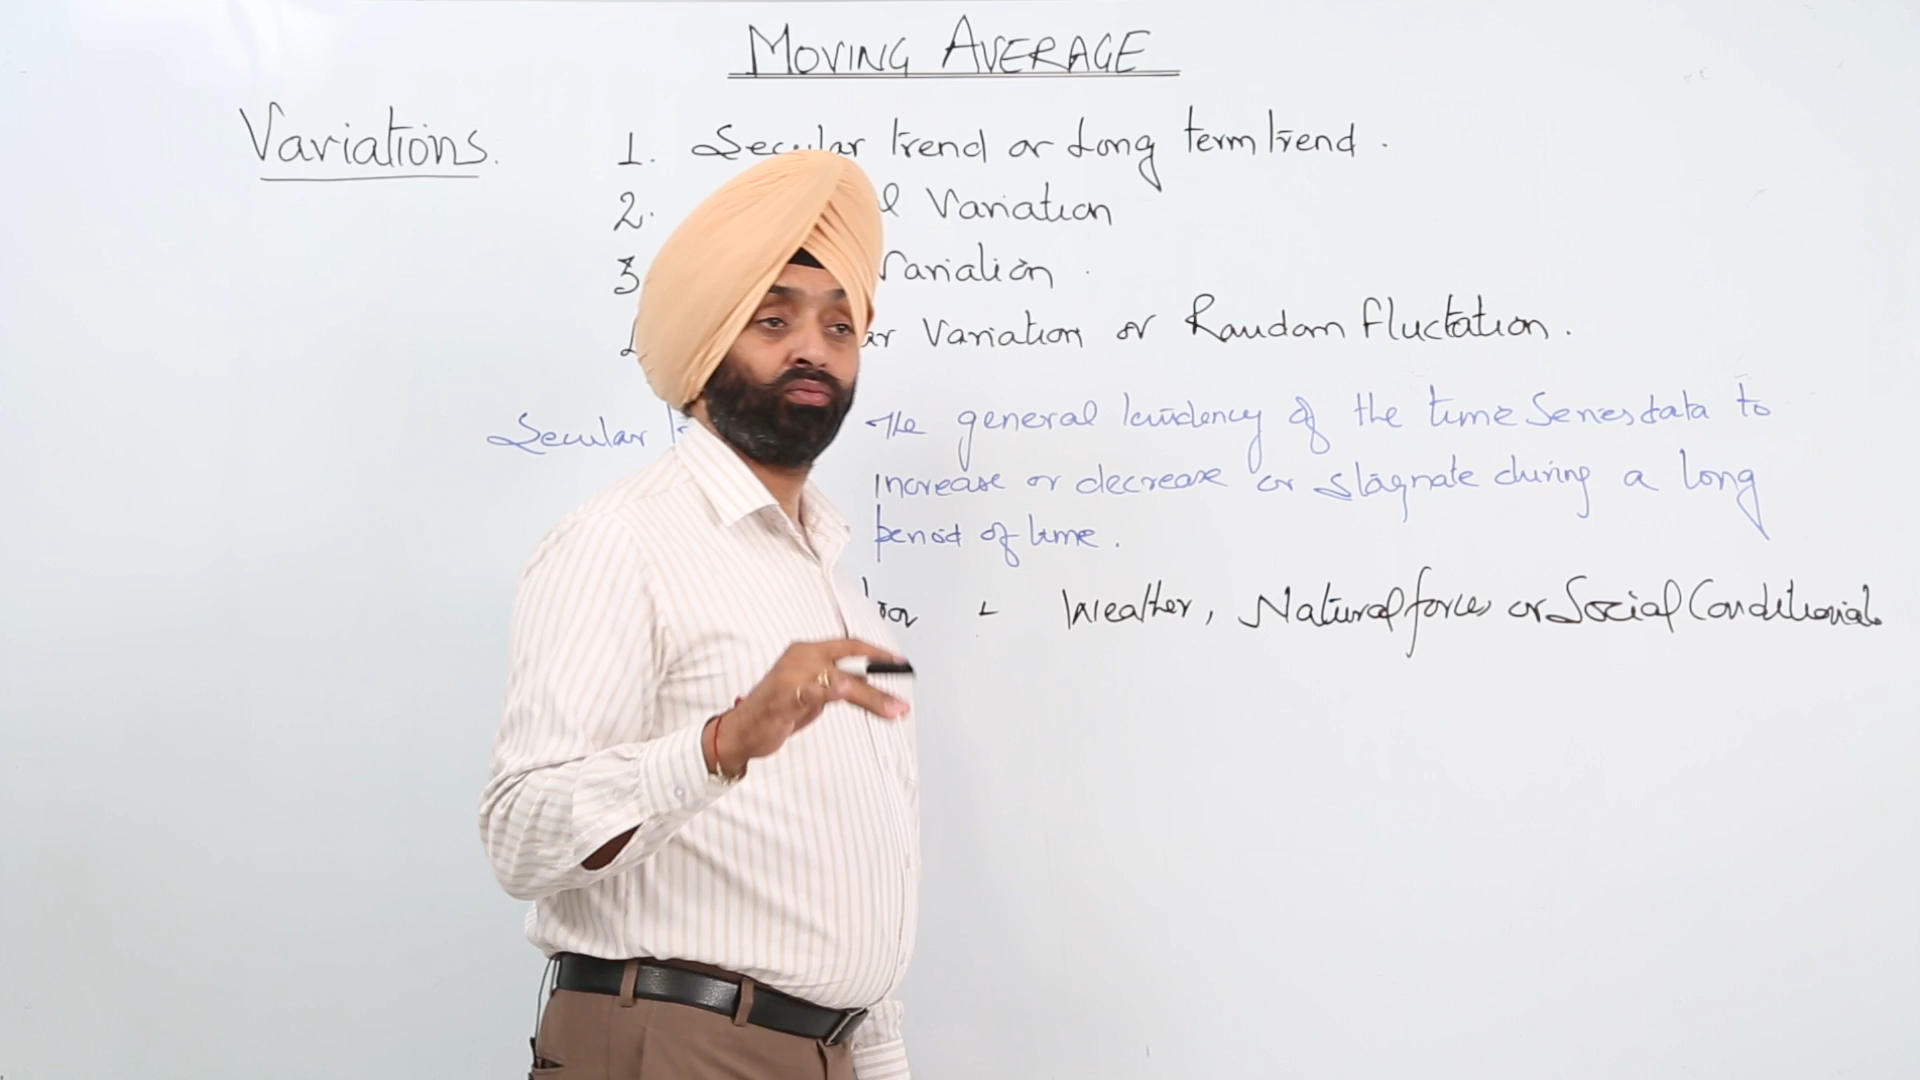 MOVING AVERAGE
Variations.
1. Secular trend or Long term trend.
2. Variation
3 Variation.
Variation or Random Fluctation.
Secular The general tendency of the time Series data to
increase or decrease or stagnate during a long
period of time.
- Weather, Natural forces or Social Conditional.